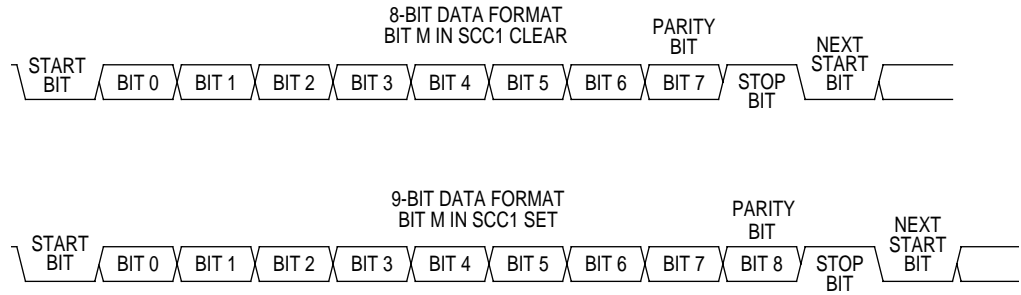 8-BIT DATA FORMAT
BIT M IN SCC1 CLEAR
PARITY
BIT
START
BIT
BIT 0
BIT 1
BIT 2
BIT 3
BIT 4
BIT 5
BIT 6
BIT 7
STOP
BIT
NEXT
START
BIT
9-BIT DATA FORMAT
BIT M IN SCC1 SET
PARITY
BIT
START
BIT
BIT 0
BIT 1
BIT 2
BIT 3
BIT 4
BIT 5
BIT 6
BIT 7
BIT 8
STOP
BIT
NEXT
START
BIT